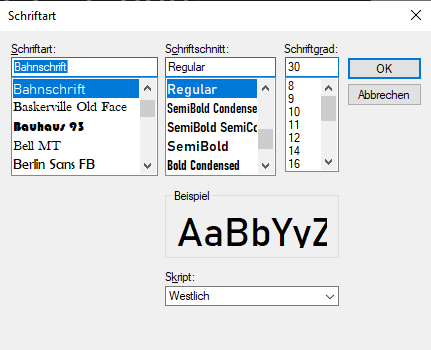 Schriftart
Schriftart:
Bahnschrift
Bahnschrift
Baskerville Old Face
Bauhaus 93
Bell MT
Berlin Sans FB
Schriftschnitt:
Regular
Regular
SemiBold Condense
SemiBold SemiCo
SemiBold
Bold Condensed
Schriftgrad:
30
8
9
10
11
12
14
16
OK
Abbrechen
Beispiel
AaBbYyZ
Skript:
Westlich